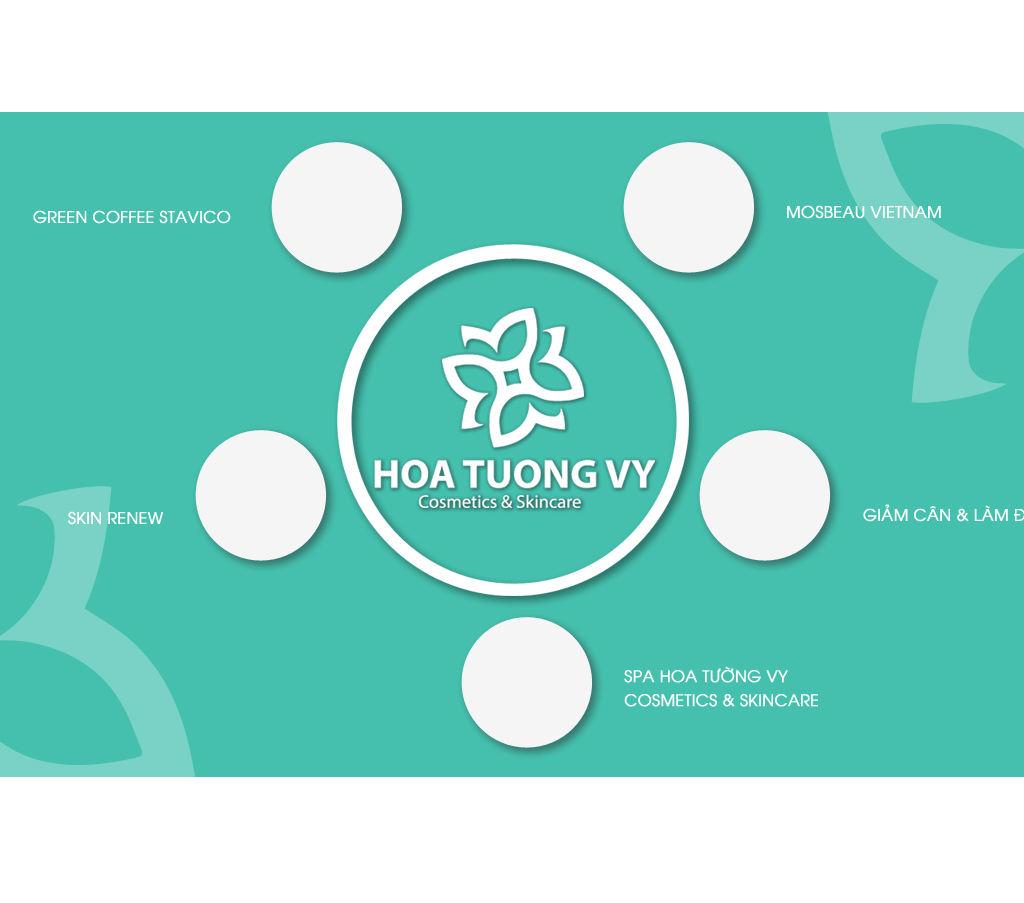 GREEN COFFEE STAVICO
MOSBEAU VIETNAM
HOA TUONG VY
Cosmetics & Skincare
SKIN RENEW
GIẢM CÂN & LÀM
SPA HOA TƯỜNG VY
COSMETICS & SKINCARE